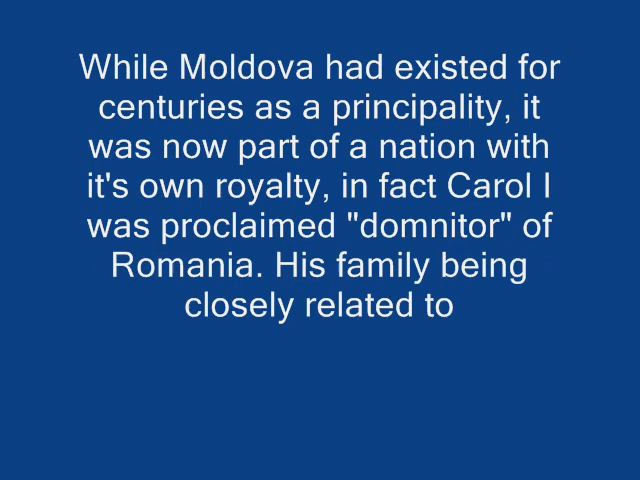 While Moldova had existed for
centuries as a principality, it
was now part of a nation with
it's own royalty, in fact Carol I
was proclaimed "domnitor" of
Romania. His family being
closely related to